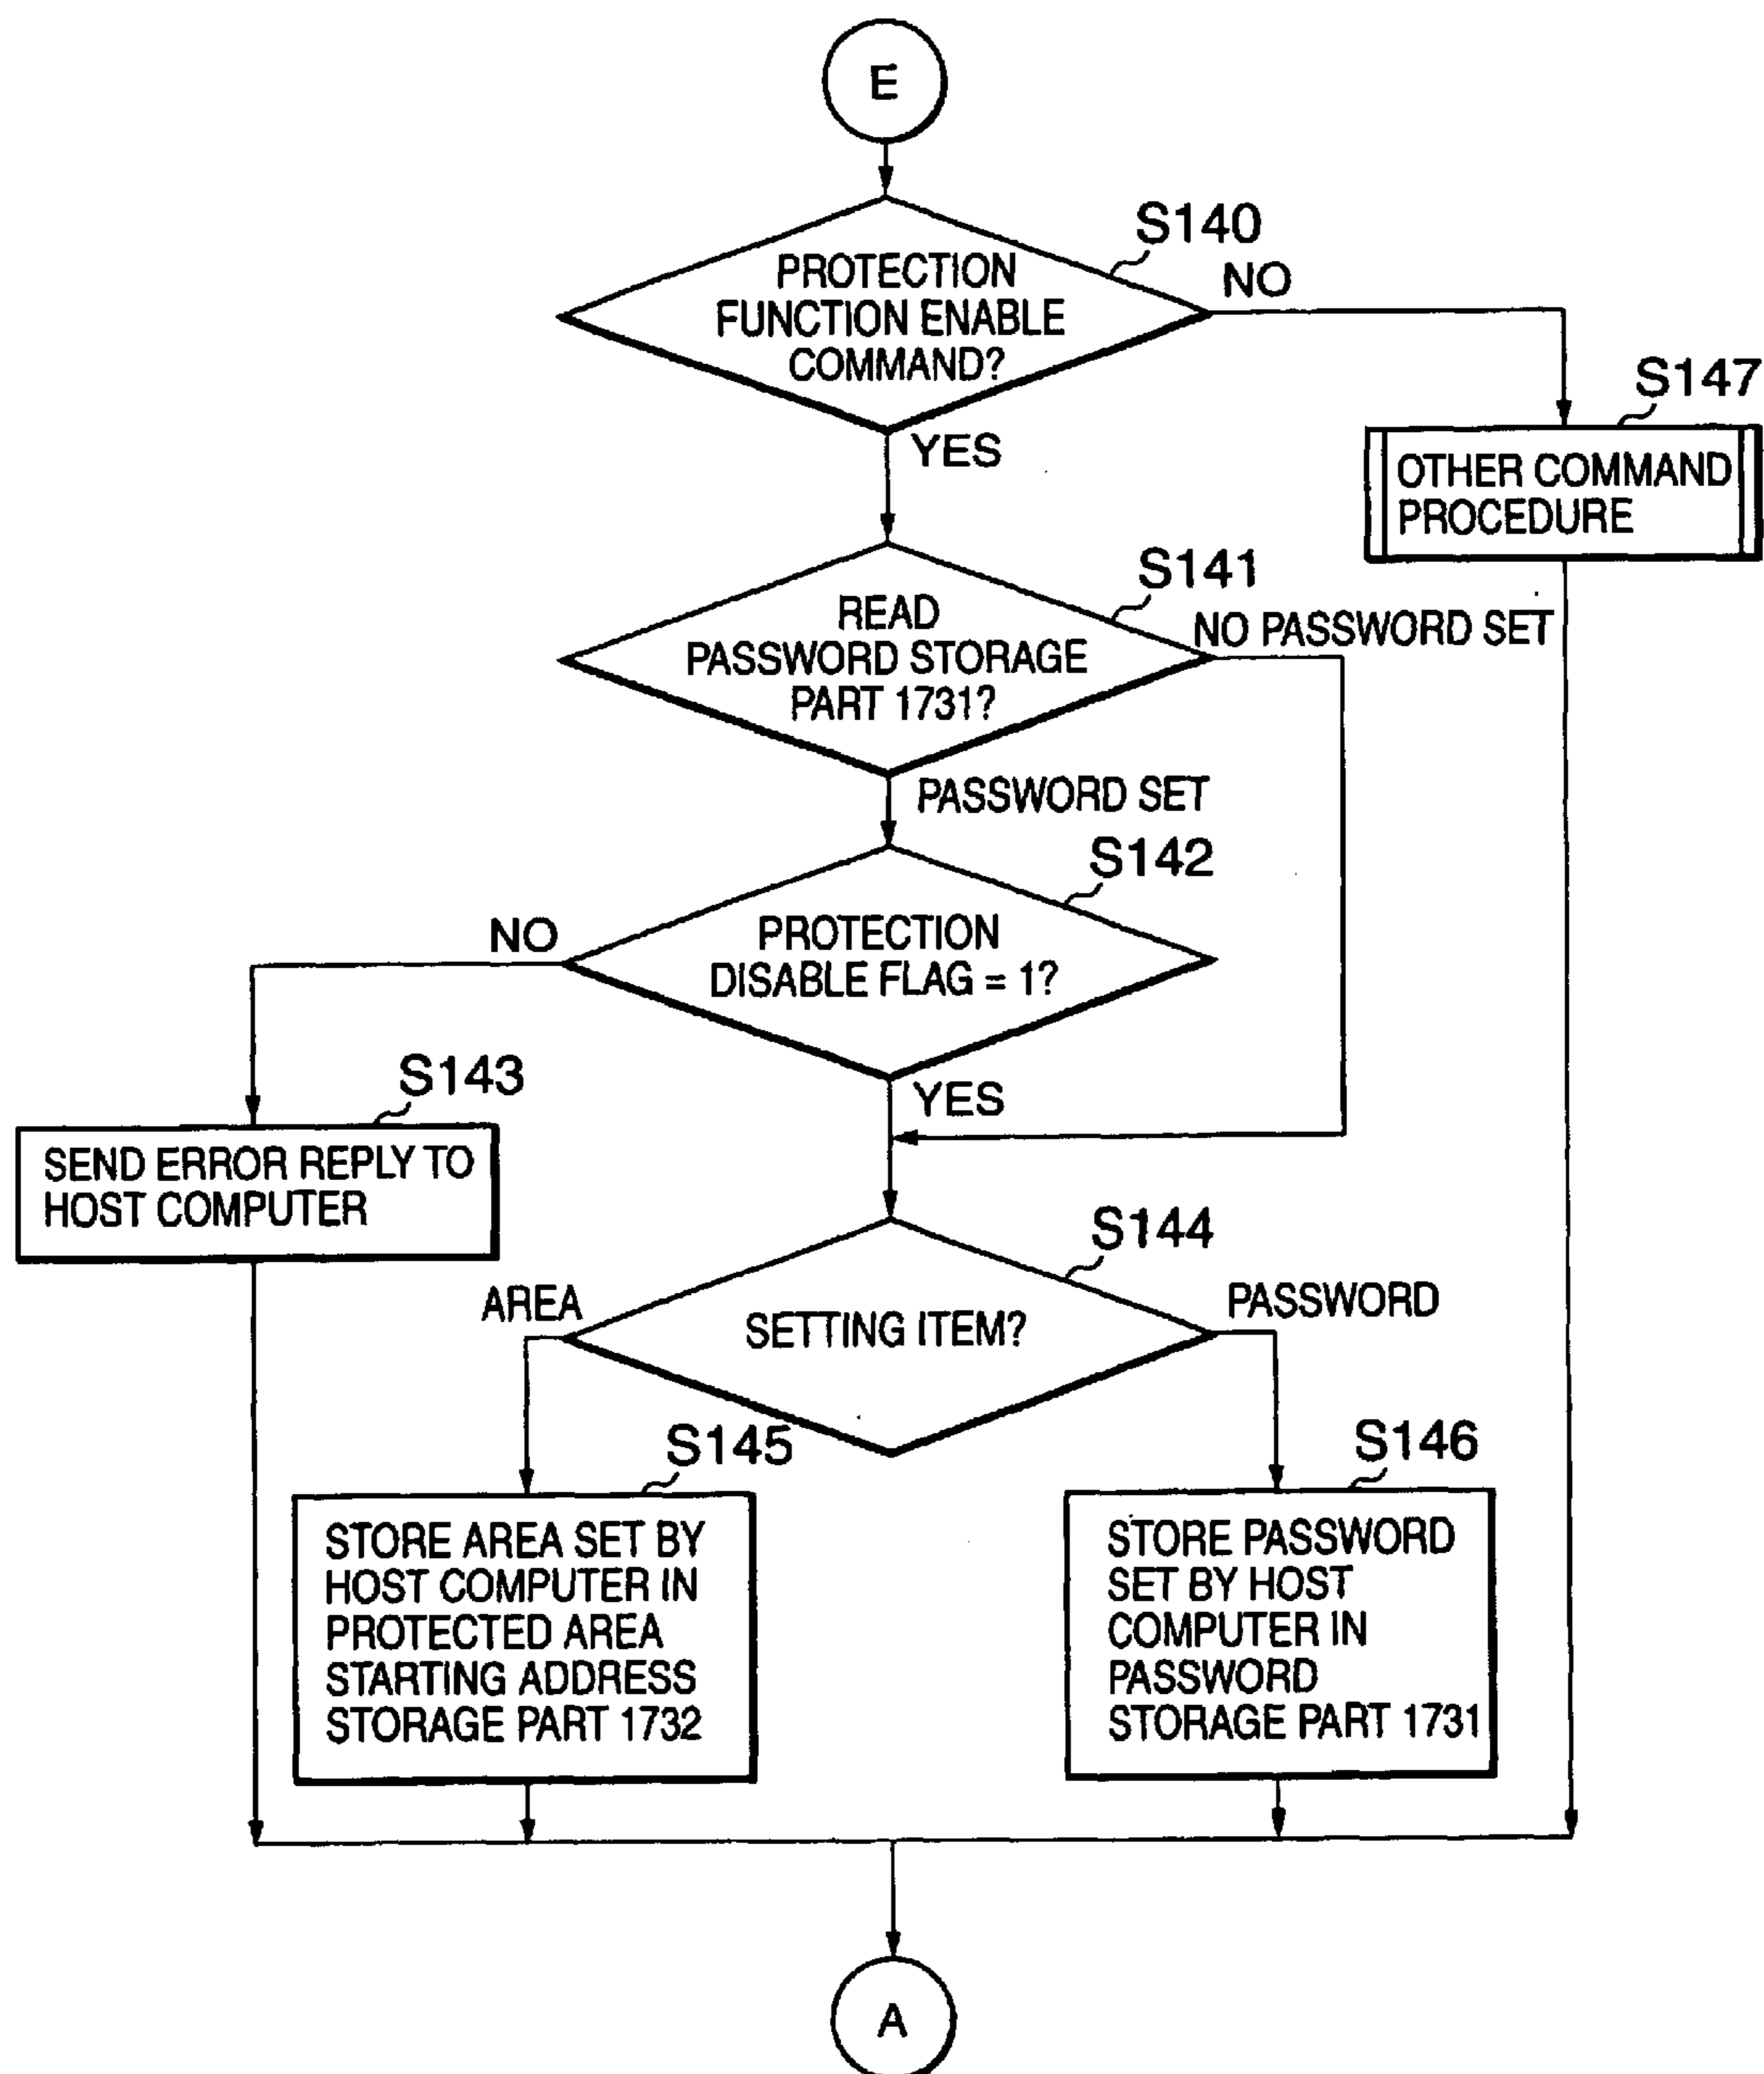 E
S140
PROTECTION
FUNCTION ENABLE
COMMAND?
NO
YES
S147
OTHER COMMAND
PROCEDURE
S141
READ
PASSWORD STORAGE
PART 1731?
NO PASSWORD SET
PASSWORD SET
S142
PROTECTION
DISABLE FLAG = 1?
NO
YES
S143
SEND ERROR REPLY TO
HOST COMPUTER
S144
SETTING ITEM?
AREA
PASSWORD
S145
STORE AREA SET BY
HOST COMPUTER IN
PROTECTED AREA
STARTING ADDRESS
STORAGE PART 1732
S146
STORE PASSWORD
SET BY HOST
COMPUTER IN
PASSWORD
STORAGE PART 1731
A